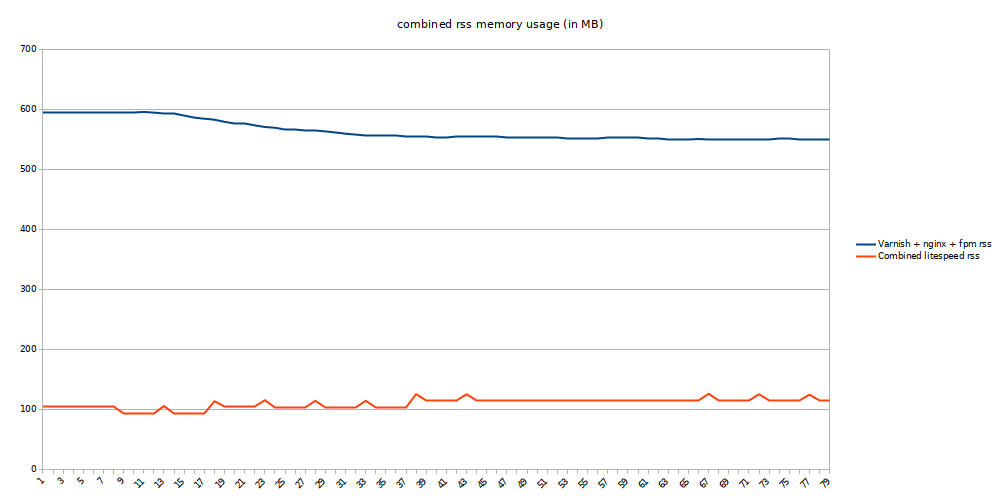 combined rss memory usage (in MB)
700
600
500
400
300
200
100
0
Varnish + nginx + fpm rss
Combined litespeed rss
1 3 5 7 9 11 13 15 17 19 21 23 25 27 29 31 33 35 37 39 41 43 45 47 49 51 53 55 57 59 61 63 65 67 69 71 73 75 77 79